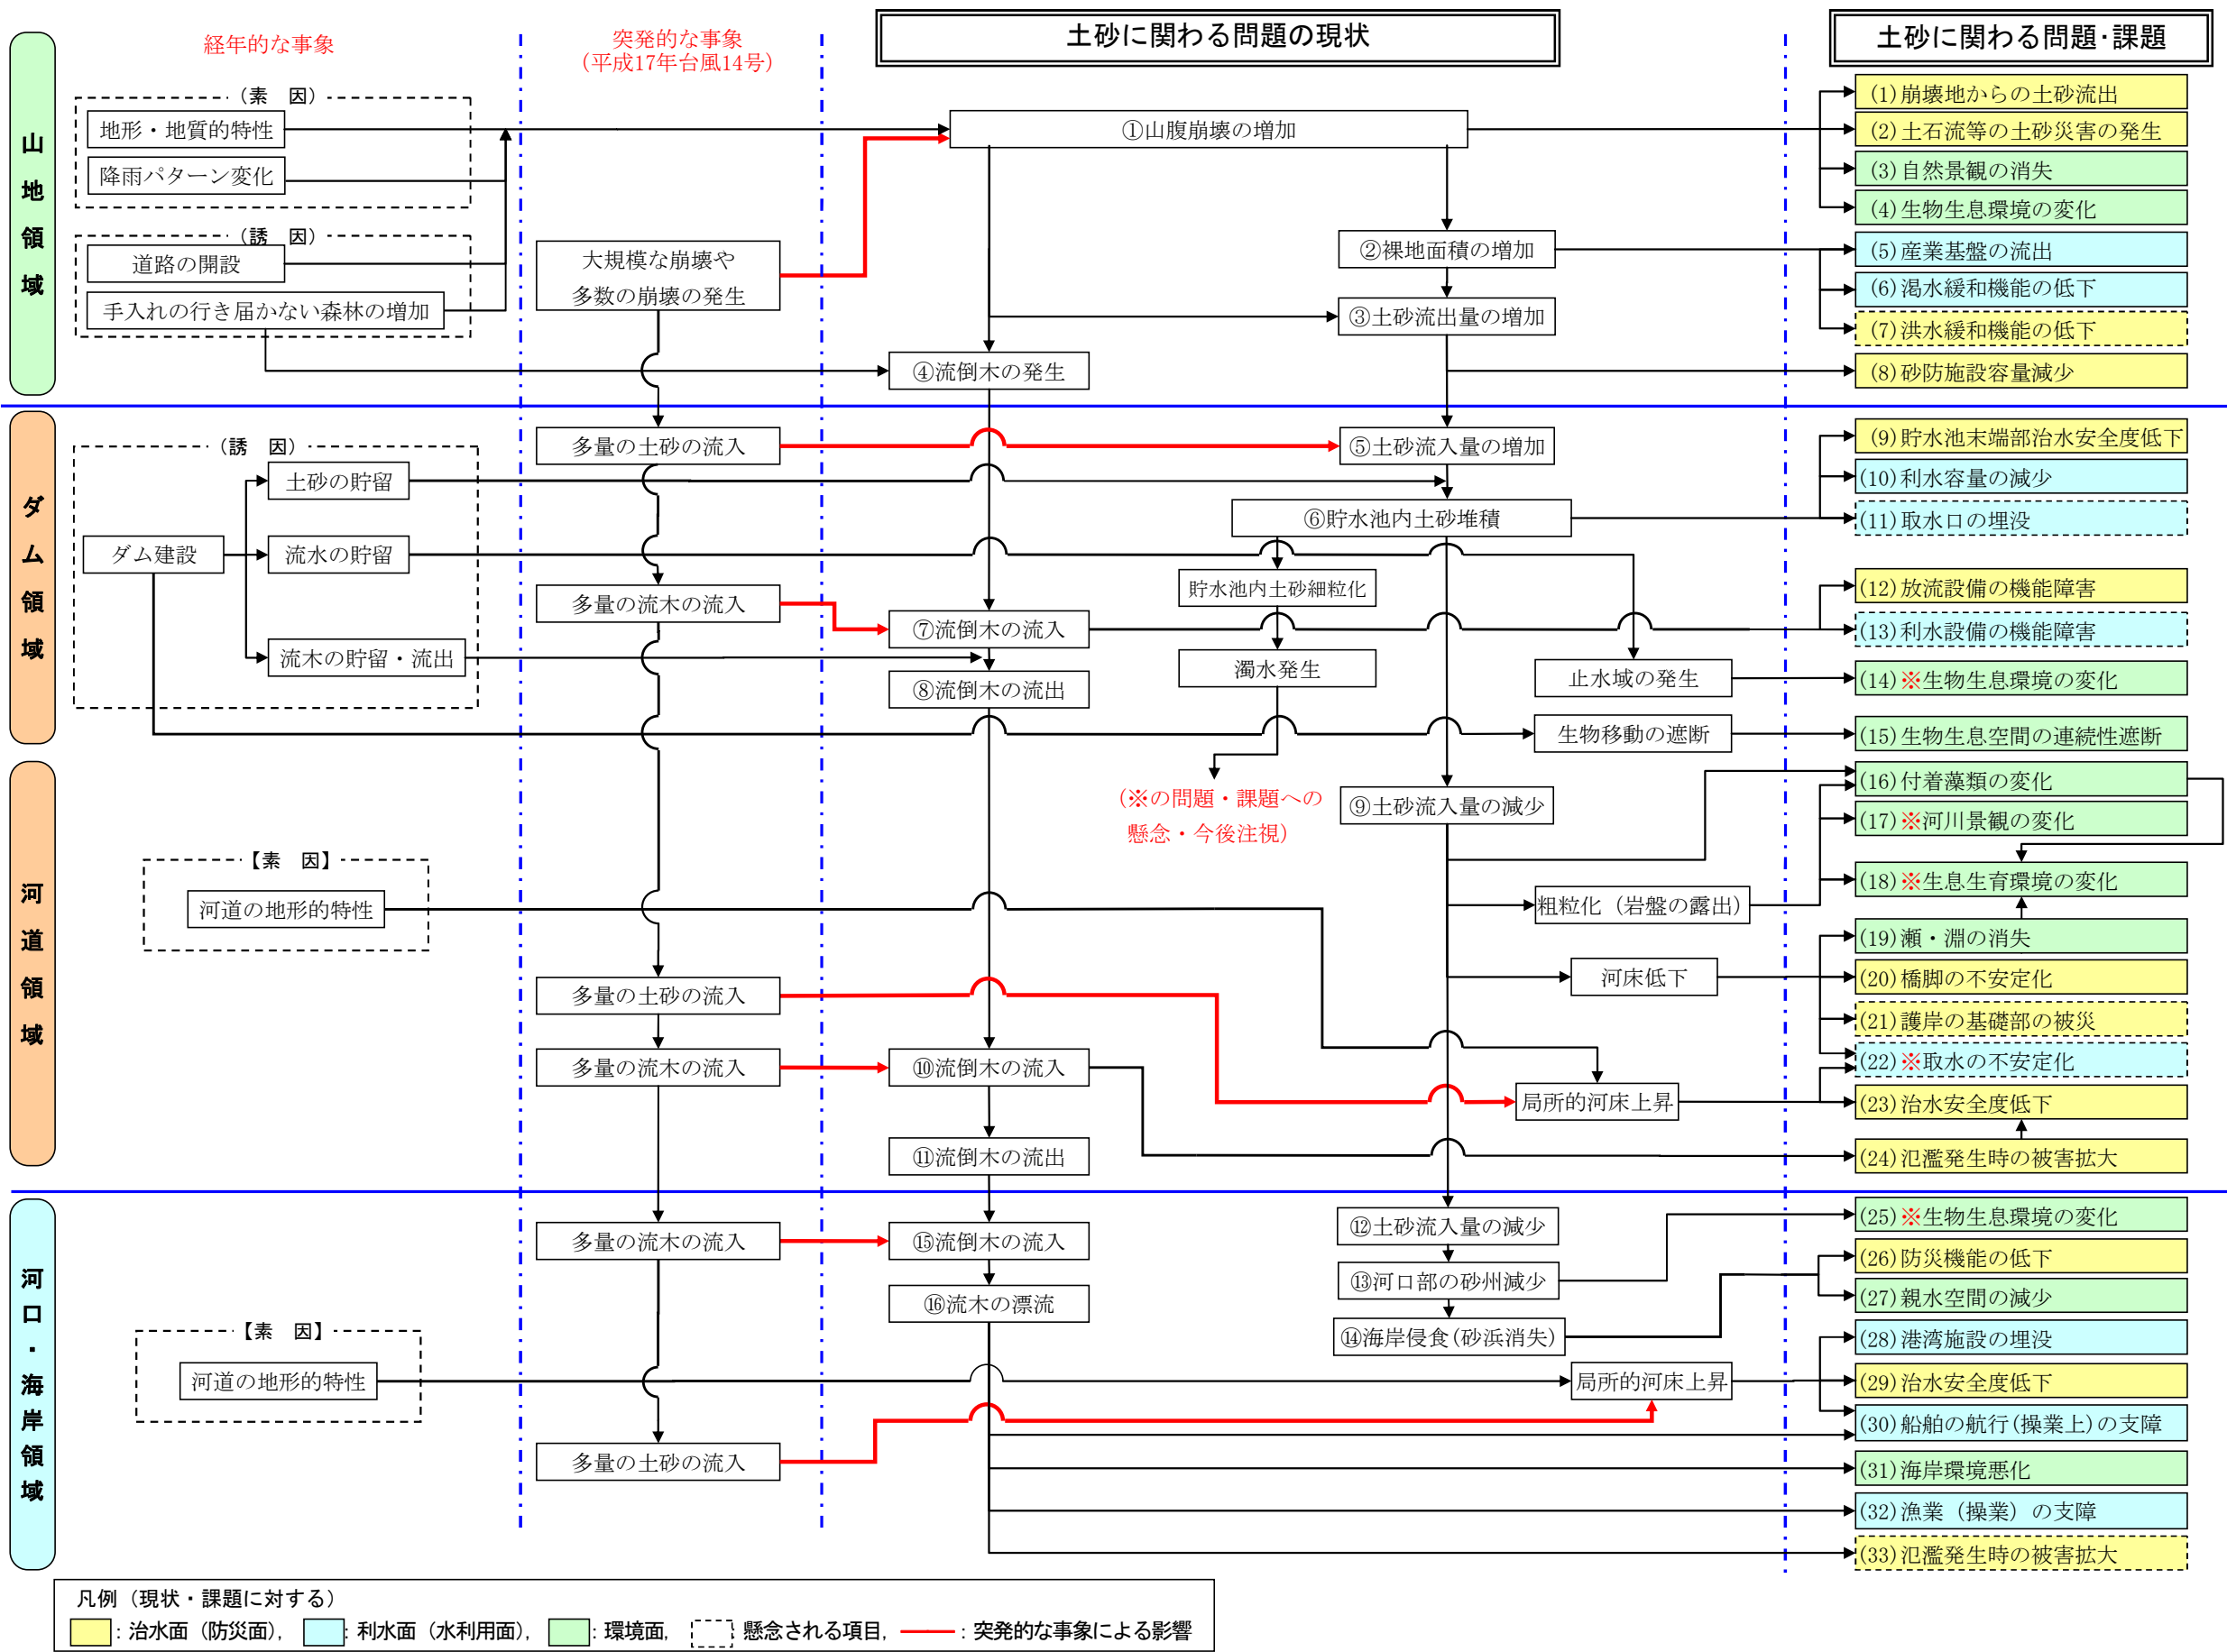 土砂に関わる問題の現状
土砂に関わる問題・課題
経年的な事象
突発的な事象
(平成17年台風14号)
山地領域
(素　因)
地形・地質的特性
降雨パターン変化
(誘　因)
道路の開設
手入れの行き届かない森林の増加
大規模な崩壊や
多数の崩壊の発生
①山腹崩壊の増加
②裸地面積の増加
③土砂流出量の増加
④流倒木の発生
(1)崩壊地からの土砂流出
(2)土石流等の土砂災害の発生
(3)自然景観の消失
(4)生物生息環境の変化
(5)産業基盤の流出
(6)渇水緩和機能の低下
(7)洪水緩和機能の低下
(8)砂防施設容量減少
ダム領域
(誘　因)
ダム建設
土砂の貯留
流水の貯留
流木の貯留・流出
多量の土砂の流入
多量の流木の流入
⑤土砂流入量の増加
⑥貯水池内土砂堆積
貯水池内土砂細粒化
⑦流倒木の流入
濁水発生
⑧流倒木の流出
止水域の発生
生物移動の遮断
(9)貯水池末端部治水安全度低下
(10)利水容量の減少
(11)取水口の埋没
(12)放流設備の機能障害
(13)利水設備の機能障害
(14)※生物生息環境の変化
(15)生物生息空間の連続性遮断
河道領域
(※の問題・課題への
懸念・今後注視)
【素　因】
河道の地形的特性
多量の土砂の流入
多量の流木の流入
⑨土砂流入量の減少
粗粒化（岩盤の露出）
河床低下
⑩流倒木の流入
局所的河床上昇
⑪流倒木の流出
(16)付着藻類の変化
(17)※河川景観の変化
(18)※生息生育環境の変化
(19)瀬・淵の消失
(20)橋脚の不安定化
(21)護岸の基礎部の被災
(22)※取水の不安定化
(23)治水安全度低下
(24)氾濫発生時の被害拡大
河口・海岸領域
【素　因】
河道の地形的特性
多量の流木の流入
多量の土砂の流入
⑫土砂流入量の減少
⑬河口部の砂州減少
⑭海岸侵食(砂浜消失)
⑮流倒木の流入
⑯流木の漂流
局所的河床上昇
(25)※生物生息環境の変化
(26)防災機能の低下
(27)親水空間の減少
(28)港湾施設の埋没
(29)治水安全度低下
(30)船舶の航行(操業上)の支障
(31)海岸環境悪化
(32)漁業（操業）の支障
(33)氾濫発生時の被害拡大
凡例（現状・課題に対する）
：治水面（防災面），：利水面（水利用面），：環境面，：懸念される項目，：突発的な事象による影響